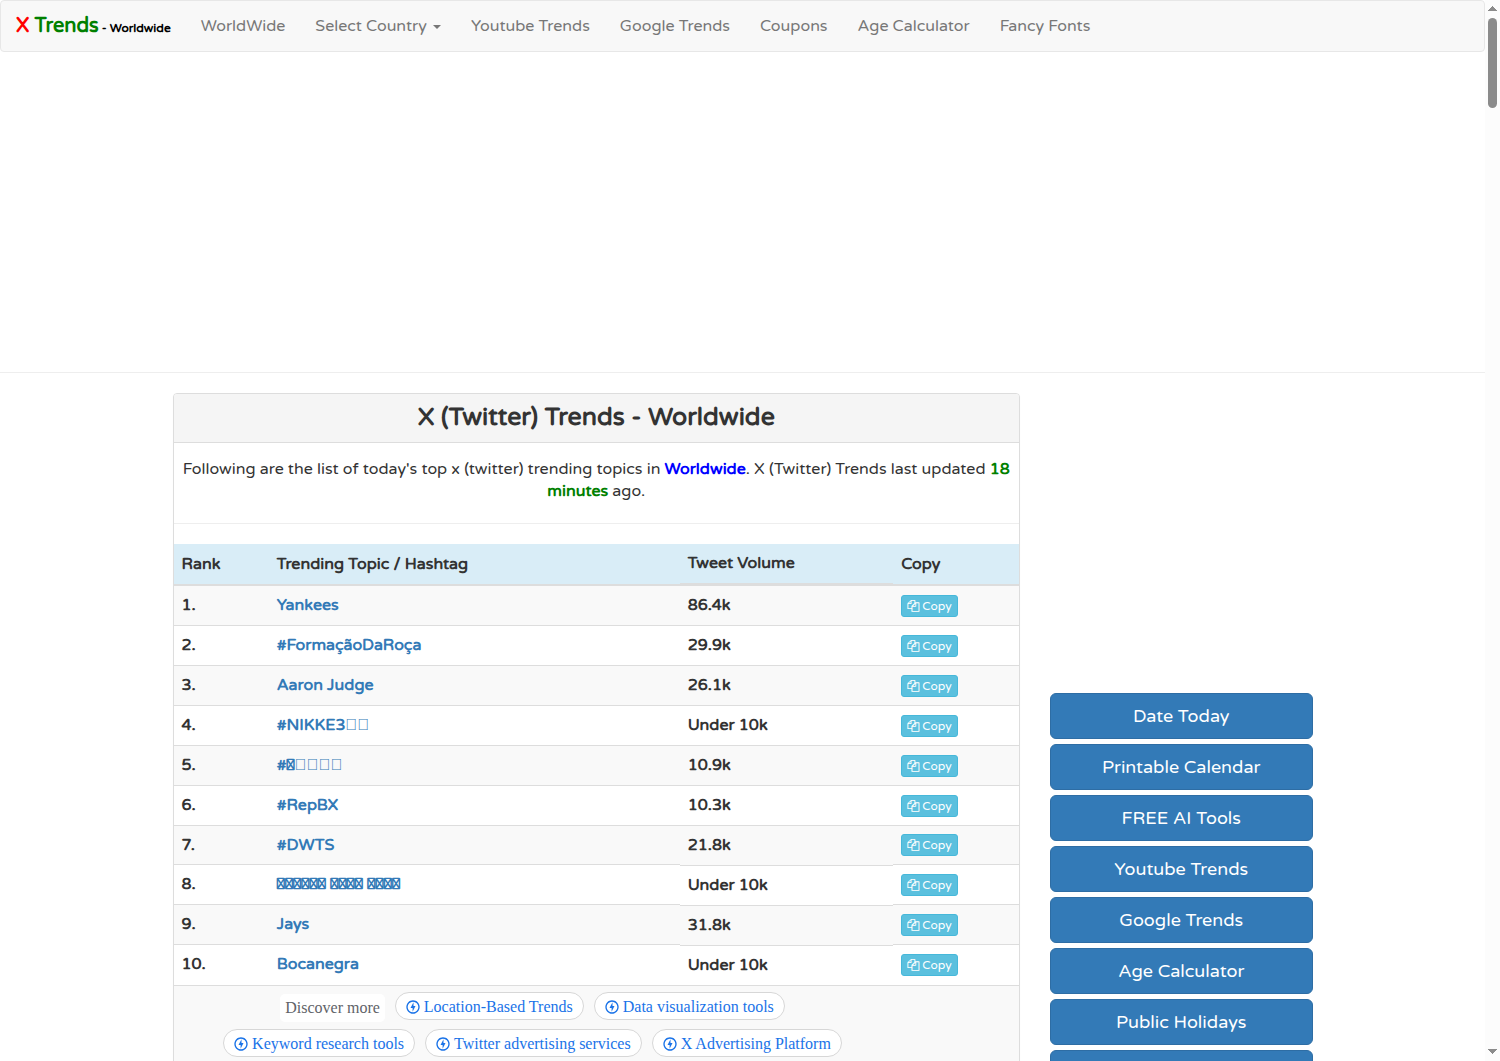 X Trends - Worldwide
WorldWide
Select Country
Youtube Trends
Google Trends
Coupons
Age Calculator
Fancy Fonts
X (Twitter) Trends - Worldwide
Following are the list of today's top x (twitter) trending topics in Worldwide. X (Twitter) Trends last updated 18
minutes ago.
Rank Trending Topic / Hashtag Tweet Volume Copy
1. Yankees 86.4k Copy
2. #FormaçãoDaRoça 29.9k Copy
3. Aaron Judge 26.1k Copy
4. #NIKKE3 Under 10k Copy
5. # 10.9k Copy
6. #RepBX 10.3k Copy
7. #DWTS 21.8k Copy
8. Under 10k Copy
9. Jays 31.8k Copy
10. Bocanegra Under 10k Copy
Discover more Location-Based Trends Data visualization tools
Keyword research tools Twitter advertising services X Advertising Platform
Date Today
Printable Calendar
FREE AI Tools
Youtube Trends
Google Trends
Age Calculator
Public Holidays